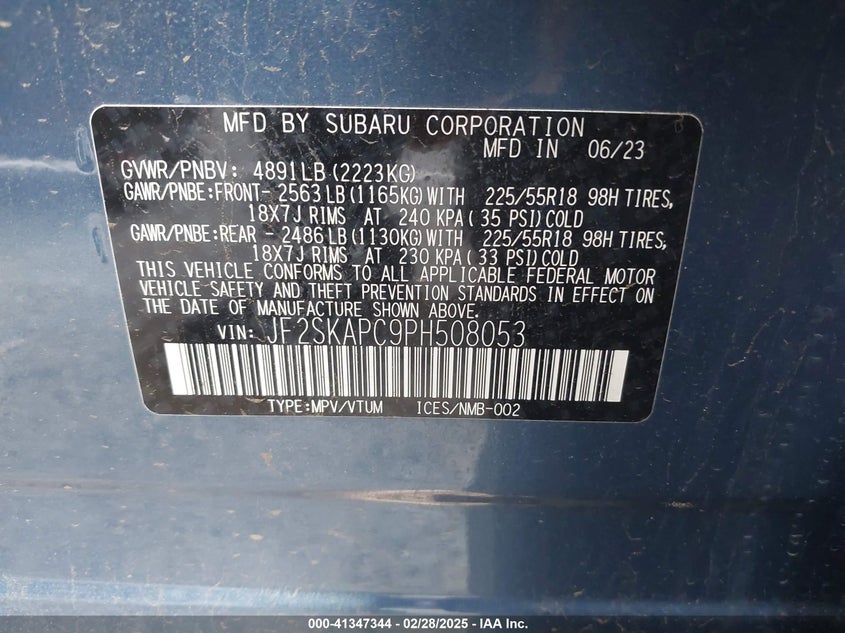 MFD BY SUBARU CORPORATION
MFD IN 06/23
GVWR/PNBV: 4891LB (2223KG)
GAWR/PNBE:FRONT- 2563LB (1165KG)WITH 225/55R18 98H TIRES,
18X7J RIMS AT 240 KPA( 35 PSI)COLD
GAWR/PNBE:REAR - 2486LB (1130KG)WITH 225/55R18 98H TIRES,
18X7J RIMS AT 230 KPA( 33 PSI)COLD
THIS VEHICLE CONFORMS TO ALL APPLICABLE FEDERAL MOTOR
VEHICLE SAFETY AND THEFT PREVENTION STANDARDS IN EFFECT ON
THE DATE OF MANUFACTURE SHOWN ABOVE.
VIN: JF2SKAPC9PH508053
TYPE:MPV/VTUM ICES/NMB-002
000-41347344 - 02/28/2025 - IAA Inc.